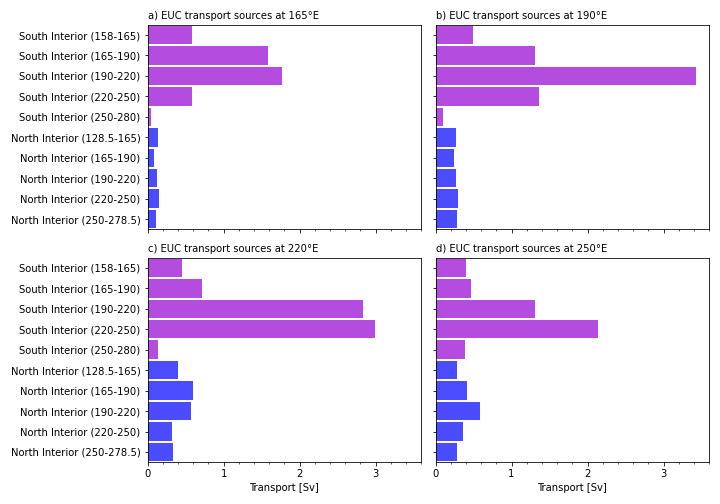 a) EUC transport sources at 165°E
b) EUC transport sources at 190°E
South Interior (158-165)
South Interior (165-190)
South Interior (190-220)
South Interior (220-250)
South Interior (250-280)
North Interior (128.5-165)
North Interior (165-190)
North Interior (190-220)
North Interior (220-250)
North Interior (250-278.5)
c) EUC transport sources at 220°E
d) EUC transport sources at 250°E
South Interior (158-165)
South Interior (165-190)
South Interior (190-220)
South Interior (220-250)
South Interior (250-280)
North Interior (128.5-165)
North Interior (165-190)
North Interior (190-220)
North Interior (220-250)
North Interior (250-278.5)
0 1 2 3
0 1 2 3
Transport [Sv]
Transport [Sv]